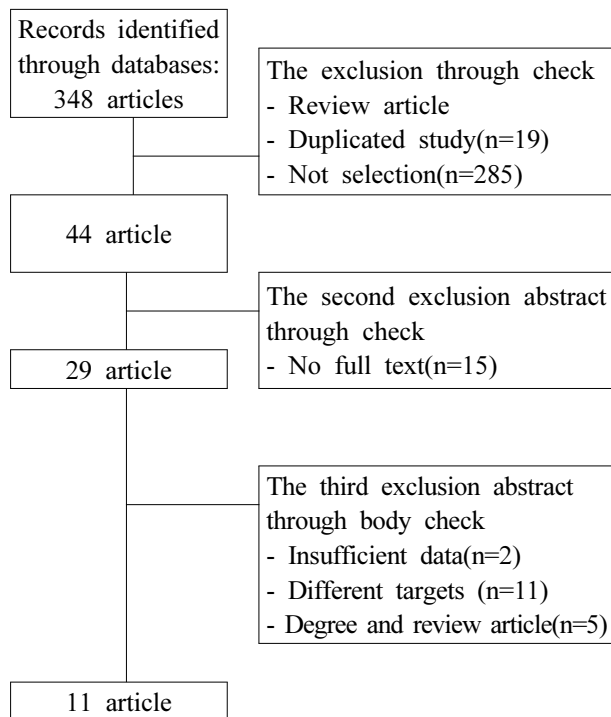 Records identified
through databases:
348 articles
The exclusion through check
- Review article
- Duplicated study(n=19)
- Not selection(n=285)
44 article
The second exclusion abstract
through check
- No full text(n=15)
29 article
The third exclusion abstract
through body check
- Insufficient data(n=2)
- Different targets (n=11)
- Degree and review article(n=5)
11 article